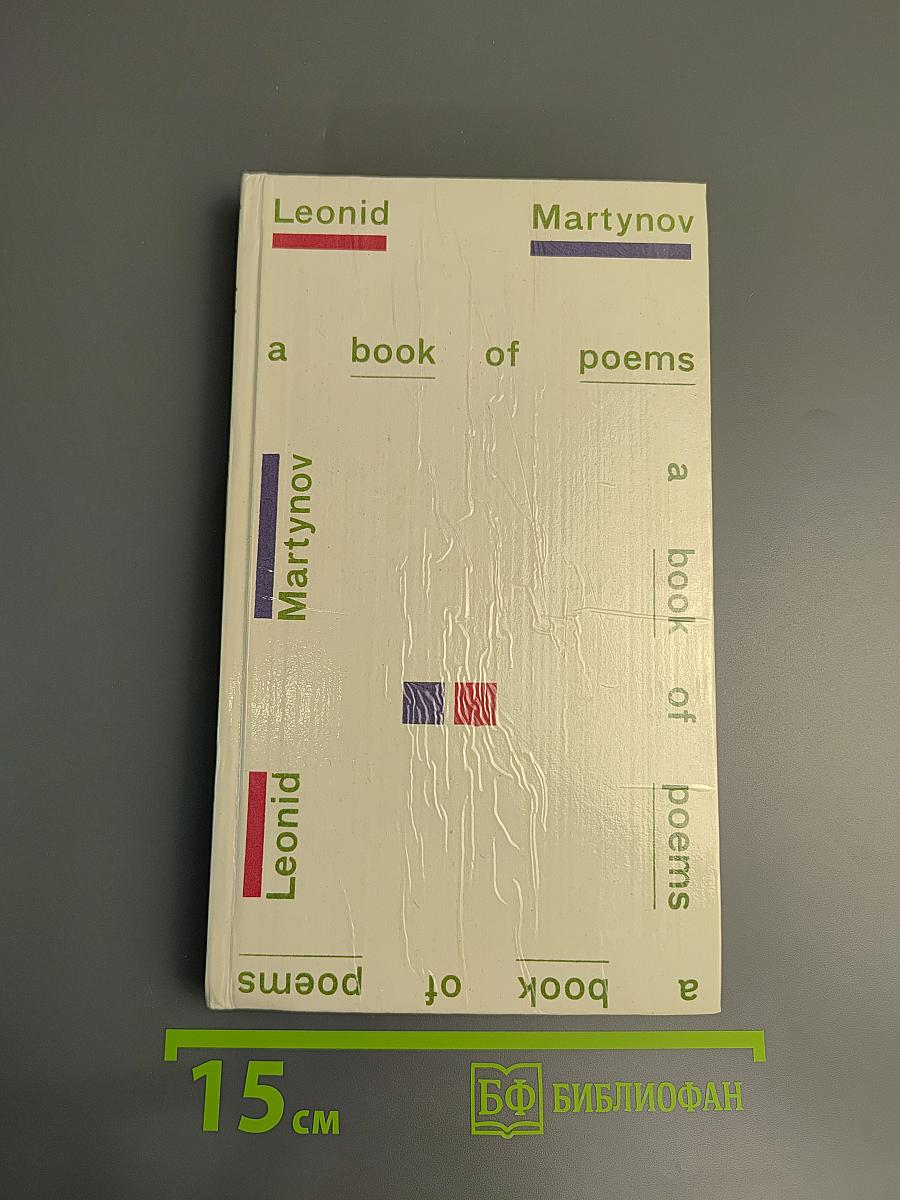 Leonid Martynov
a book of poems
a book of poems
Leonid Martynov
a book of poems
15 см
БФ БИБЛИОФАН